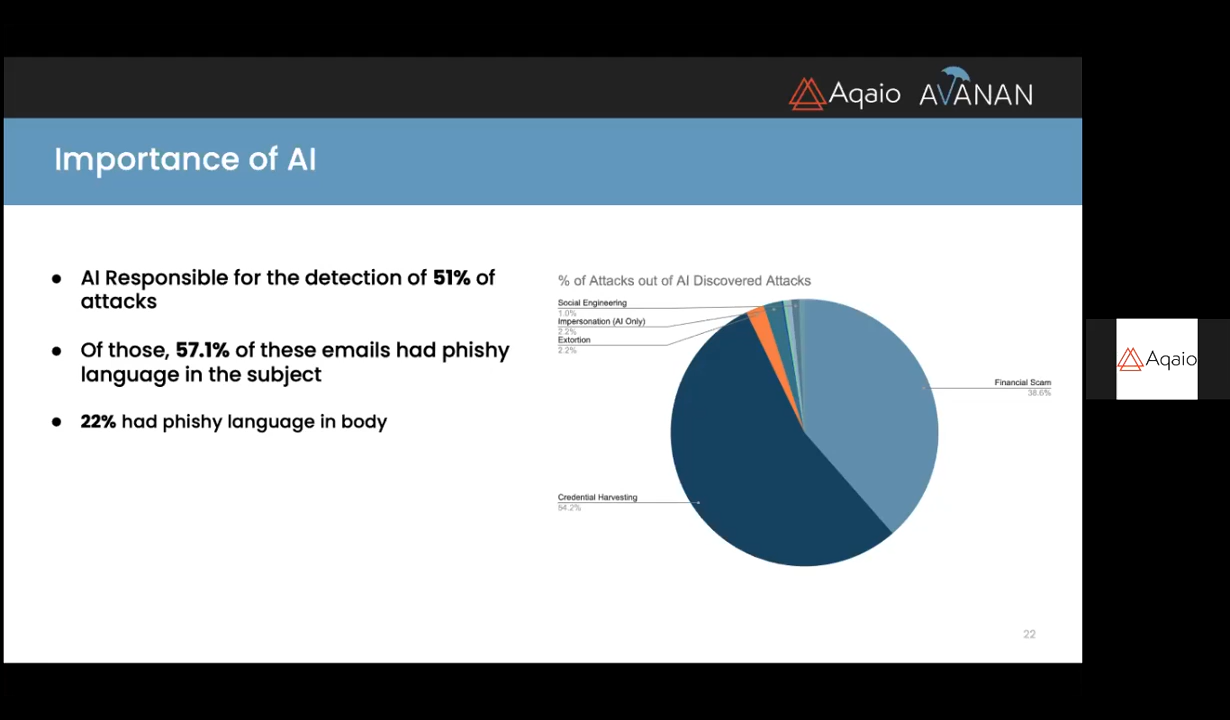 Aqaio AVANAN
Importance of AI
● AI Responsible for the detection of 51% of
attacks
● Of those, 57.1% of these emails had phishy
language in the subject
● 22% had phishy language in body
% of Attacks out of AI Discovered Attacks
Social Engineering
1.0%
Impersonation (AI Only)
2.2%
Extortion
2.2%
Financial Scam
38.6%
Credential Harvesting
54.2%
22
Aqaio